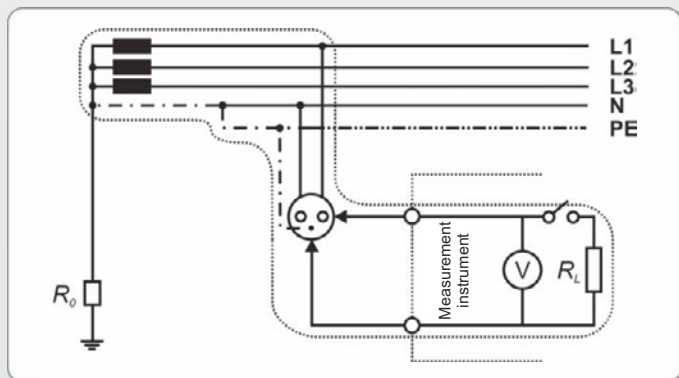 L1
L2
L3
N
PE
Measurement
instrument
V
R_L
R_0